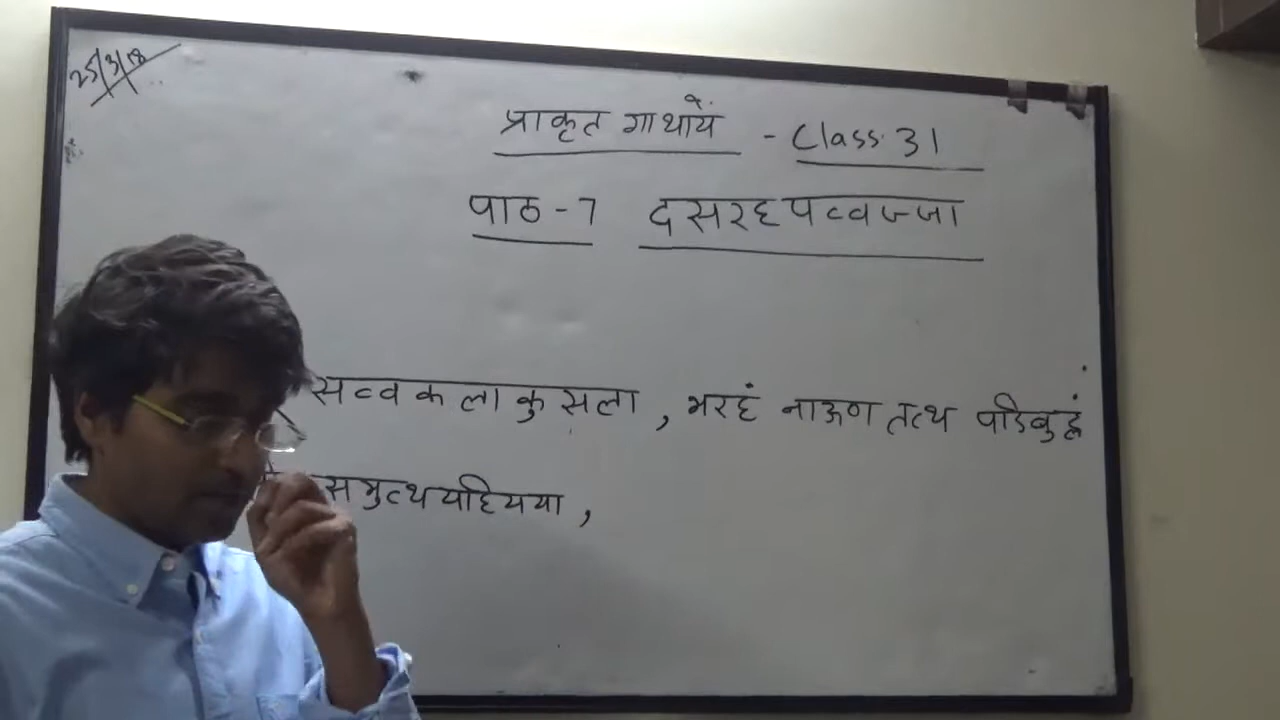 25/3/18
प्राकृत गाथायें - Class 31
पाठ - 7 दसरहपव्वज्जा
सव्वकलाकुसला , भरहं नाऊण तत्थ पडिबुद्धं
समुत्थयहियया ,